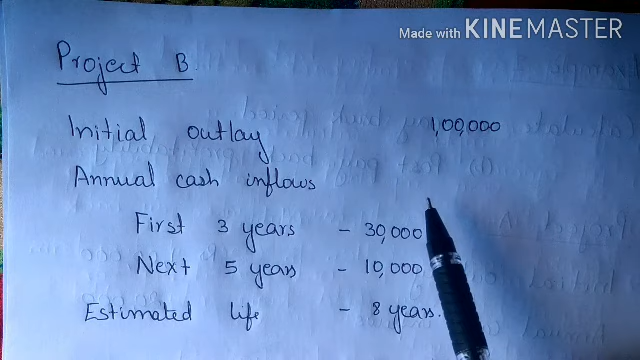 Made with KINEMASTER
Project B
Initial outlay 1,00,000
Annual cash inflows
First 3 years - 30,000
Next 5 years - 10,000
Estimated life - 8 years.